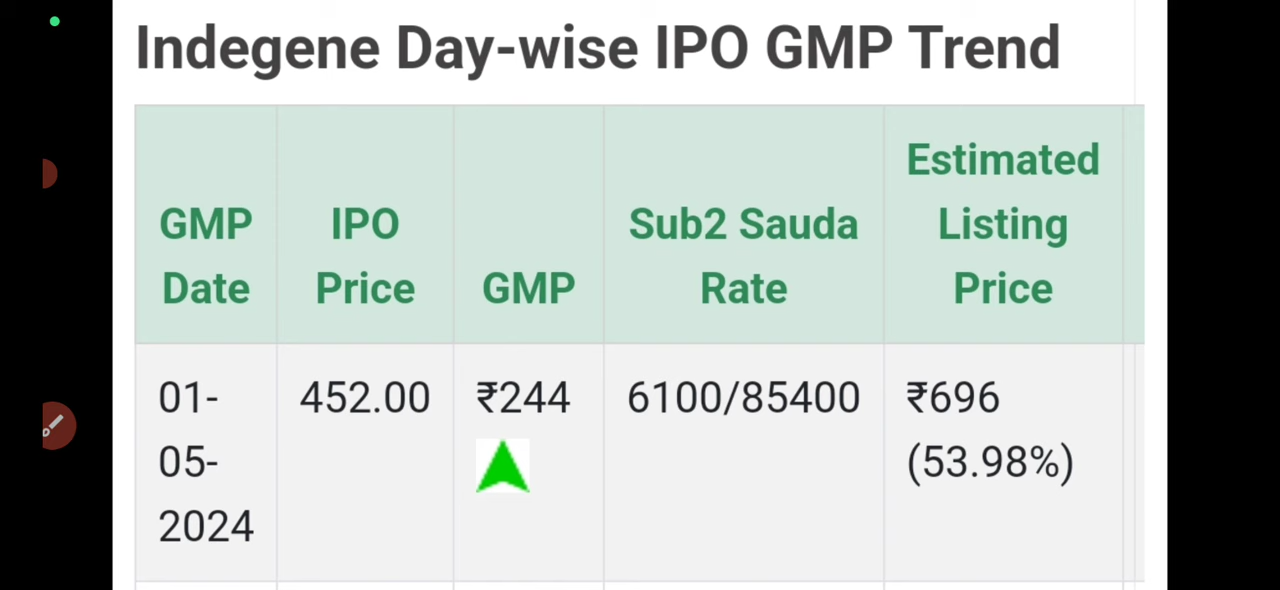 Indegene Day-wise IPO GMP Trend
GMP Date
IPO Price
GMP
Sub2 Sauda Rate
Estimated Listing Price
01-05-2024
452.00
₹244
6100/85400
₹696 (53.98%)